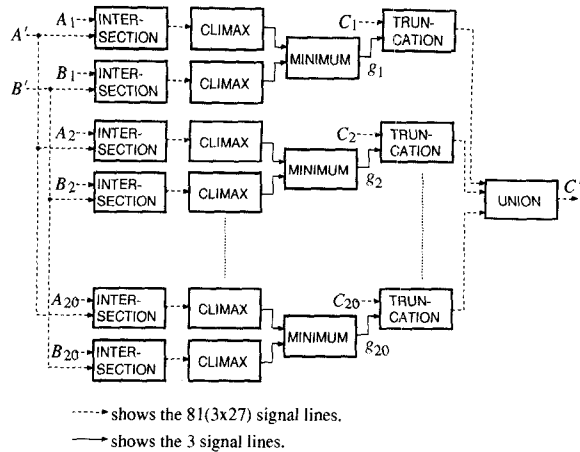 A1
INTER-
SECTION
CLIMAX
C1
TRUN-
CATION
A'
MINIMUM
g1
B1
INTER-
SECTION
CLIMAX
B'
A2
INTER-
SECTION
CLIMAX
C2
TRUN-
CATION
MINIMUM
g2
B2
INTER-
SECTION
CLIMAX
UNION
C'
A20
INTER-
SECTION
CLIMAX
C20
TRUN-
CATION
MINIMUM
g20
B20
INTER-
SECTION
CLIMAX
shows the 81(3x27) signal lines.
shows the 3 signal lines.